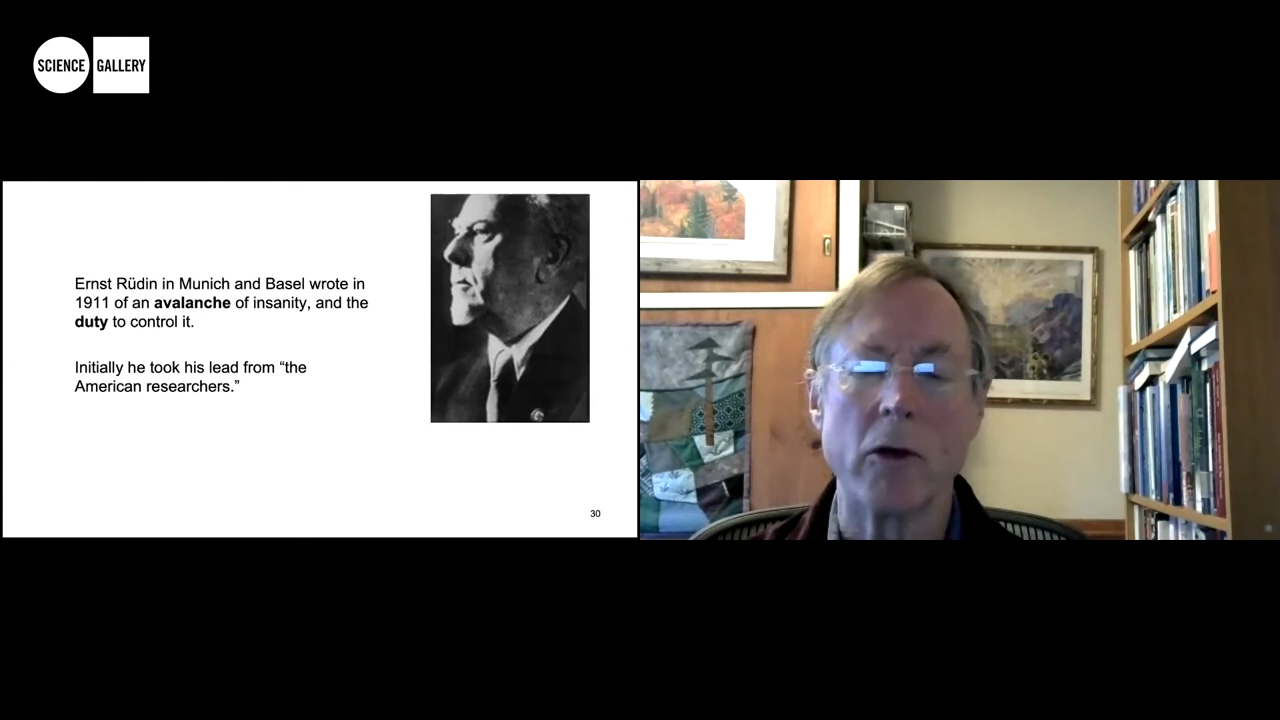 SCIENCE GALLERY
Ernst Rüdin in Munich and Basel wrote in
1911 of an avalanche of insanity, and the
duty to control it.
Initially he took his lead from “the
American researchers.”
30